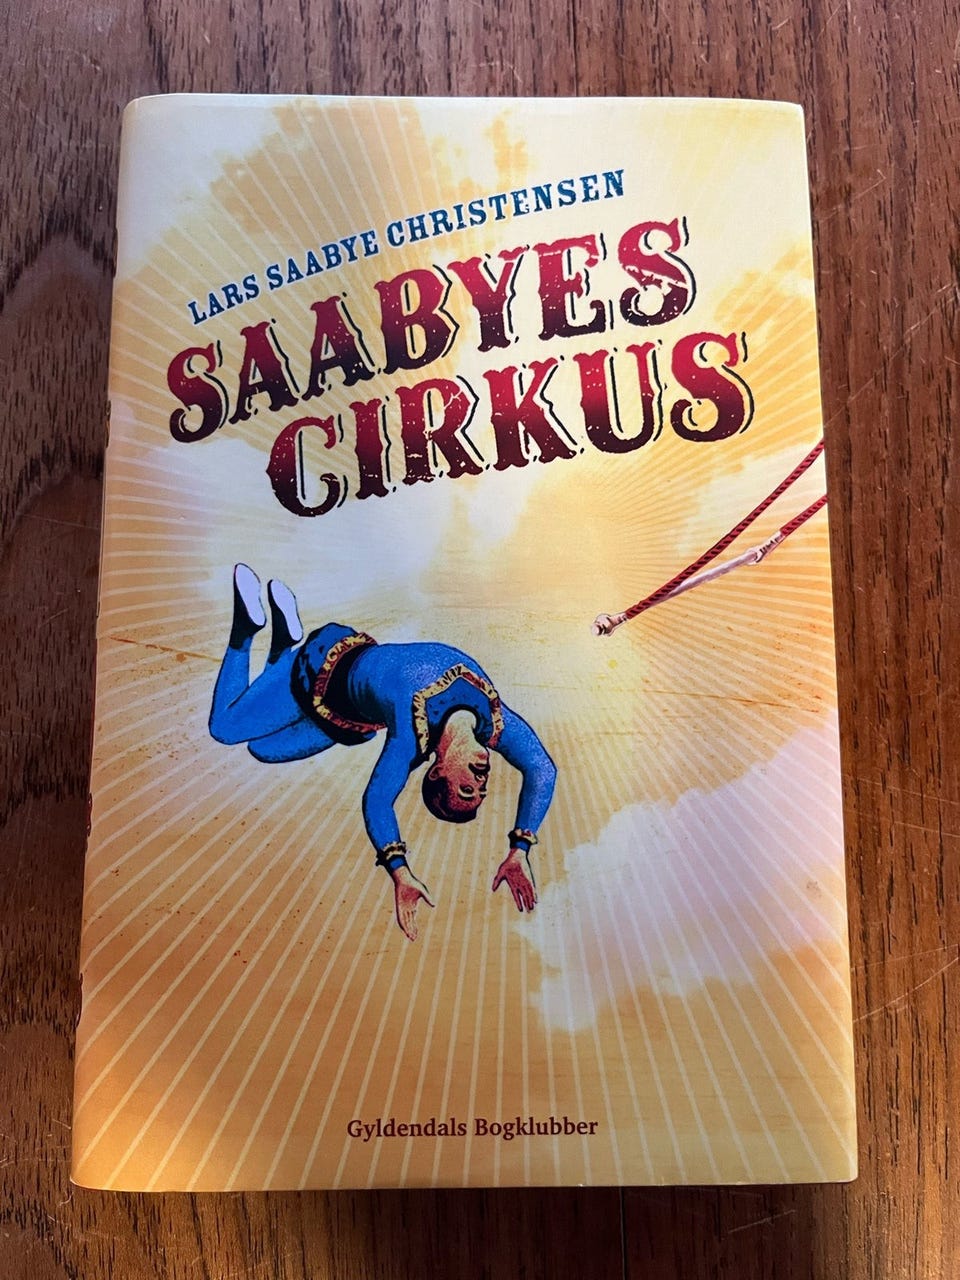 LARS SAABYE CHRISTENSEN
SAABYES
CIRKUS
Gyldendals Bogklubber